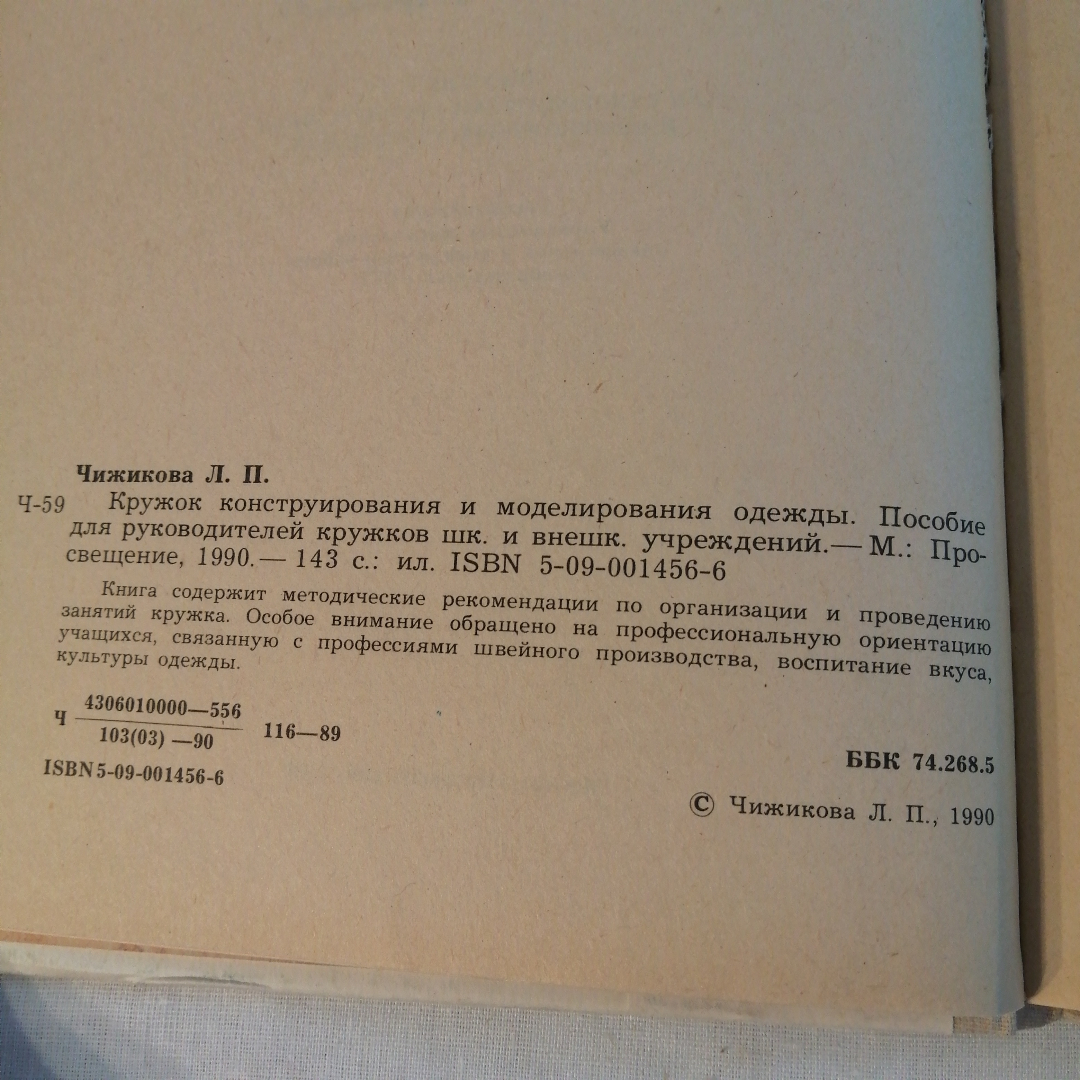 Чижикова Л. П.
Ч-59 Кружок конструирования и моделирования одежды. Пособие
для руководителей кружков шк. и внешк. учреждений.— М.: Про-
свещение, 1990.— 143 с.: ил. ISBN 5-09-001456-6
Книга содержит методические рекомендации по организации и проведению
занятий кружка. Особое внимание обращено на профессиональную ориентацию
учащихся, связанную с профессиями швейного производства, воспитание вкуса,
культуры одежды.
4306010000—556
Ч
103(03) —90
116—89
ББК 74.268.5
ISBN 5-09-001456-6
© Чижикова Л. П., 1990